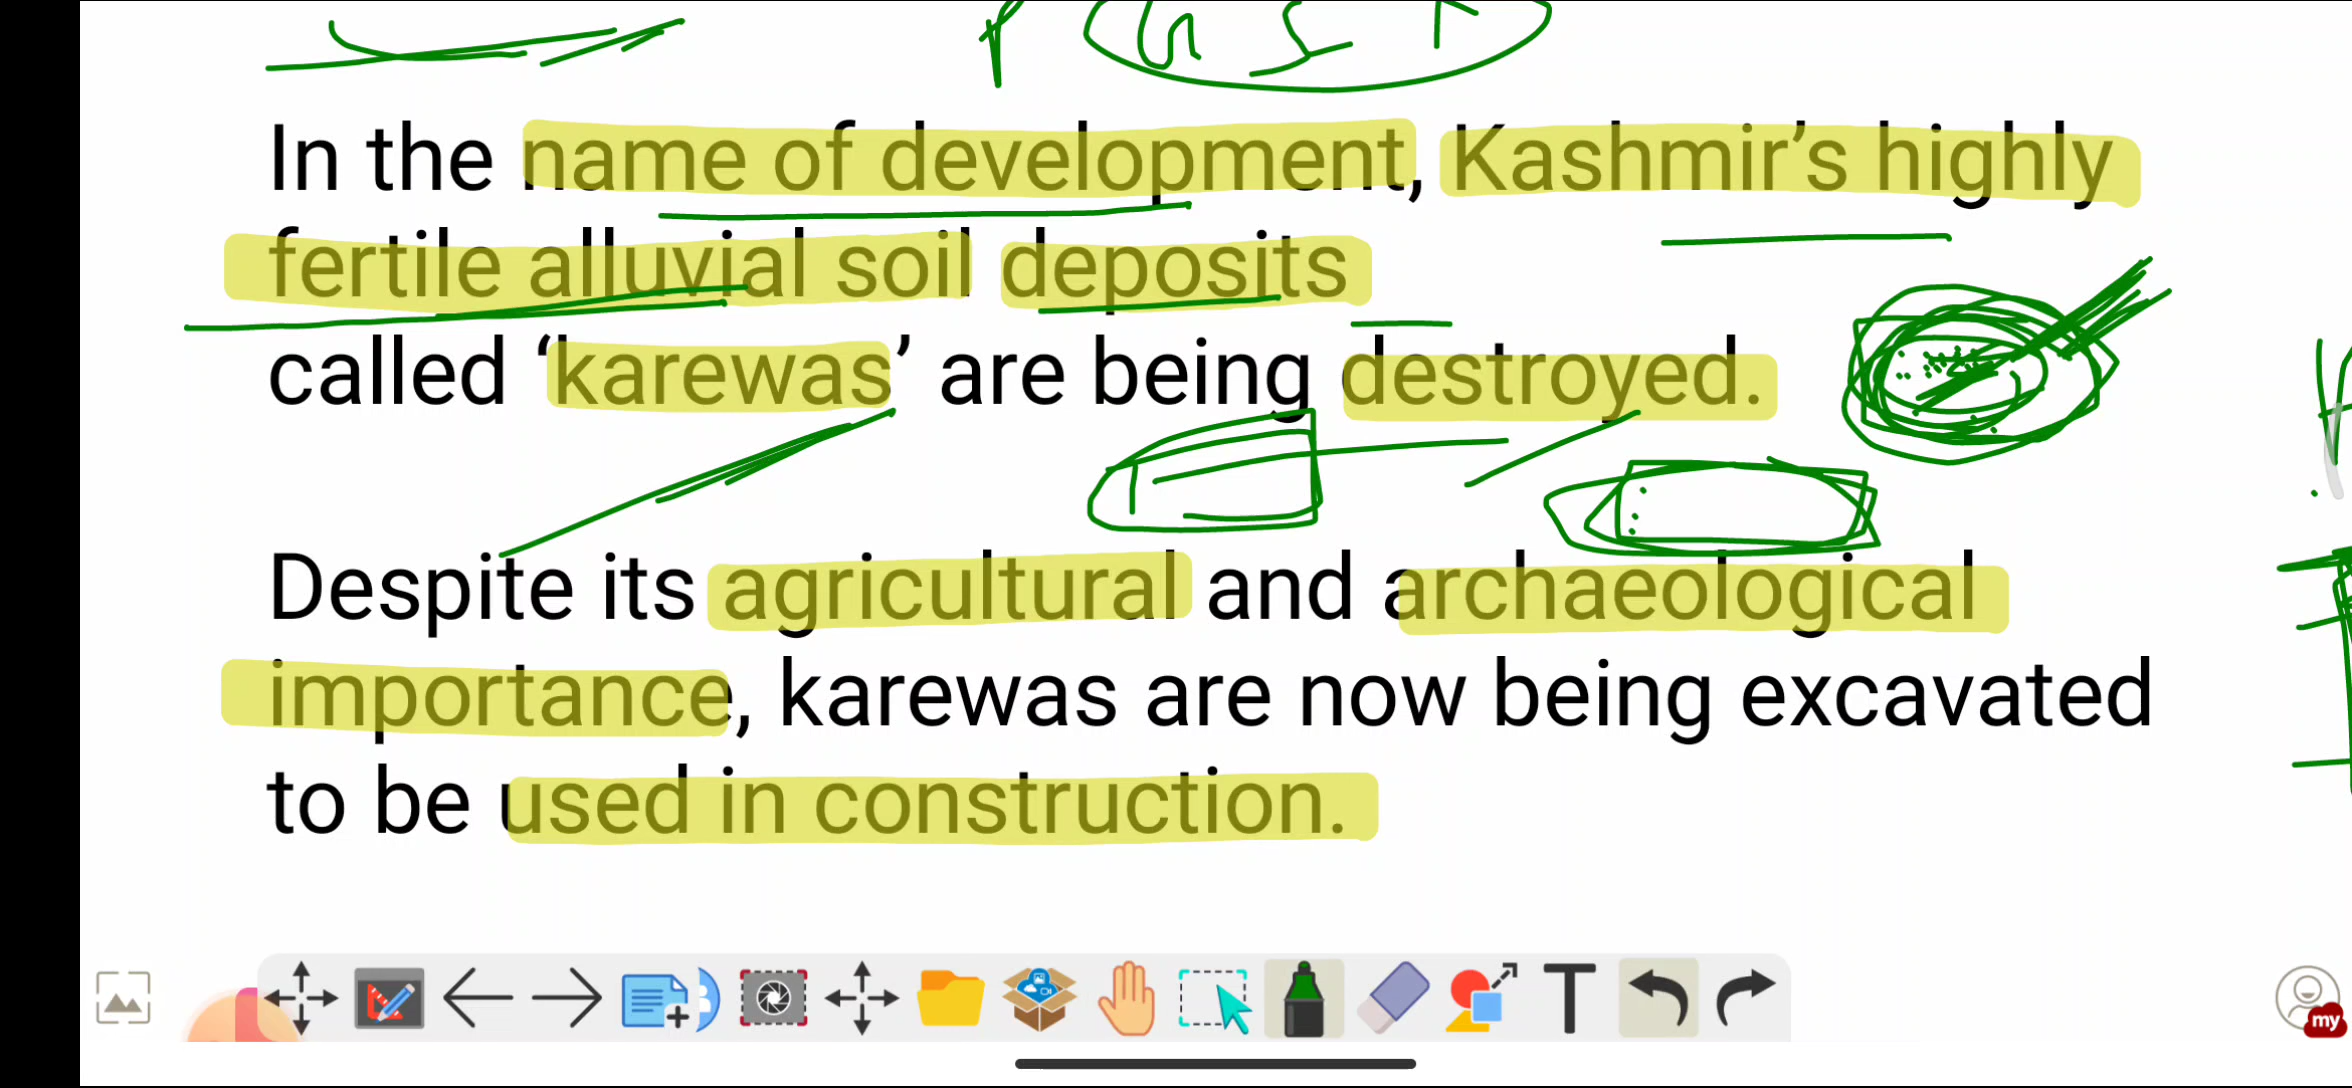 In the name of development, Kashmir’s highly
fertile alluvial soil deposits
called ‘karewas’ are being destroyed.
Despite its agricultural and archaeological
importance, karewas are now being excavated
to be used in construction.
T
my